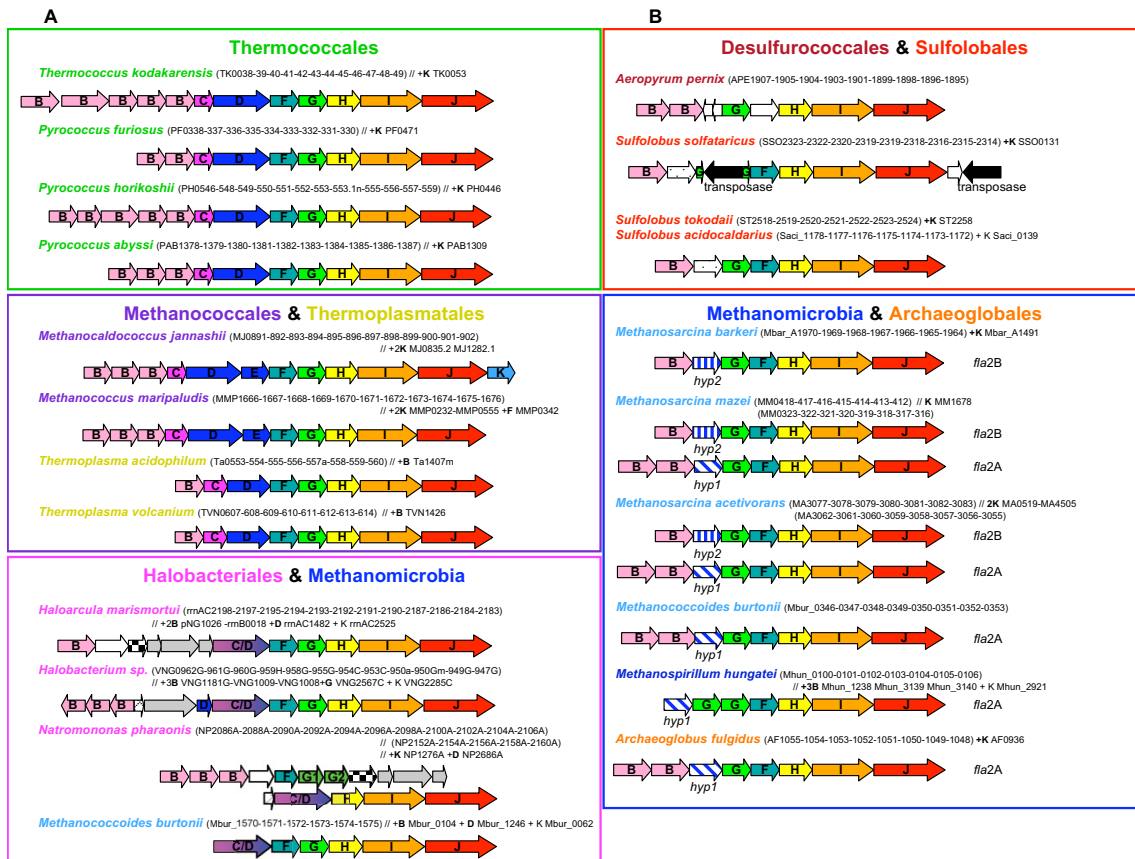 A
Thermococcales
Thermococcus kodakarensis (TK0038-39-40-41-42-43-44-45-46-47-48-49) // +K TK0053
B B B B B C D F G H I J
Pyrococcus furiosus (PF0338-337-336-335-334-333-332-331-330) // +K PF0471
B B C D F G H I J
Pyrococcus horikoshii (PH0546-548-549-550-551-552-553-553.1n-555-556-557-559) // +K PH0446
B B B B B C D F G H I J
Pyrococcus abyssi (PAB1378-1379-1380-1381-1382-1383-1384-1385-1386-1387) // +K PAB1309
B B B C D F G H I J
Methanococcales & Thermoplasmatales
Methanocaldococcus jannashii (MJ0891-892-893-894-895-896-897-898-899-900-901-902)
// +2K MJ0835.2 MJ1282.1
B B B C D E F G H I J K
Methanococcus maripaludis (MMP1666-1667-1668-1669-1670-1671-1672-1673-1674-1675-1676)
// +2K MMP0232-MMP0555 +F MMP0342
B B B C D E F G H I J
Thermoplasma acidophilum (Ta0553-554-555-556-557a-558-559-560) // +B Ta1407m
B C D F G H I J
Thermoplasma volcanium (TVN0607-608-609-610-611-612-613-614) // +B TVN1426
B C D F G H I J
Halobacteriales & Methanomicrobia
Haloarcula marismortui (rrnAC2198-2197-2195-2194-2193-2192-2191-2190-2187-2186-2184-2183)
// +2B pNG1026 -rrnB0018 +D rrnAC1482 + K rrnAC2525
B C/D F G H I J
Halobacterium sp. (VNG0962G-961G-960G-959H-958G-955G-954C-953C-950a-950Gm-949G-947G)
// +3B VNG1181G-VNG1009-VNG1008+G VNG2567C + K VNG2285C
B B B D C/D F G H I J
Natromononas pharaonis (NP2086A-2088A-2090A-2092A-2094A-2096A-2098A-2100A-2102A-2104A-2106A)
// (NP2152A-2154A-2156A-2158A-2160A)
// +K NP1276A +D NP2686A
B B B F G1 G2
C/D H I J
Methanococcoides burtonii (Mbur_1570-1571-1572-1573-1574-1575) // +B Mbur_0104 + D Mbur_1246 + K Mbur_0062
C/D F G H I J
B
Desulfurococcales & Sulfolobales
Aeropyrum pernix (APE1907-1905-1904-1903-1901-1899-1898-1896-1895)
B B G H I J
Sulfolobus solfataricus (SSO2323-2322-2320-2319-2319-2318-2316-2315-2314) +K SSO0131
B G G F H I J
transposase transposase
Sulfolobus tokodaii (ST2518-2519-2520-2521-2522-2523-2524) +K ST2258
Sulfolobus acidocaldarius (Saci_1178-1177-1176-1175-1174-1173-1172) + K Saci_0139
B G F H I J
Methanomicrobia & Archaeoglobales
Methanosarcina barkeri (Mbar_A1970-1969-1968-1967-1966-1965-1964) +K Mbar_A1491
B G F H I J fla2B
hyp2
Methanosarcina mazei (MM0418-417-416-415-414-413-412) // K MM1678
(MM0323-322-321-320-319-318-317-316)
B G F H I J fla2B
hyp2
B B G F H I J fla2A
hyp1
Methanosarcina acetivorans (MA3077-3078-3079-3080-3081-3082-3083) // 2K MA0519-MA4505
(MA3062-3061-3060-3059-3058-3057-3056-3055)
B G F H I J fla2B
hyp2
B B G F H I J fla2A
hyp1
Methanococcoides burtonii (Mbur_0346-0347-0348-0349-0350-0351-0352-0353)
B B G F H I J fla2A
hyp1
Methanospirillum hungatei (Mhun_0100-0101-0102-0103-0104-0105-0106)
// +3B Mhun_1238 Mhun_3139 Mhun_3140 + K Mhun_2921
G G F H I J fla2A
hyp1
Archaeoglobus fulgidus (AF1055-1054-1053-1052-1051-1050-1049-1048) +K AF0936
B B G F H I J fla2A
hyp1